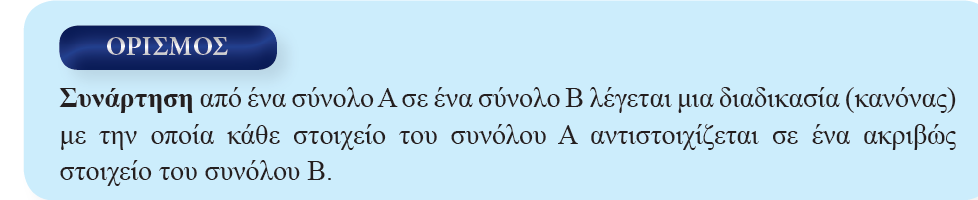 ΟΡΙΣΜΟΣ
Συνάρτηση από ένα σύνολο Α σε ένα σύνολο Β λέγεται μια διαδικασία (κανόνας)
με την οποία κάθε στοιχείο του συνόλου Α αντιστοιχίζεται σε ένα ακριβώς
στοιχείο του συνόλου Β.